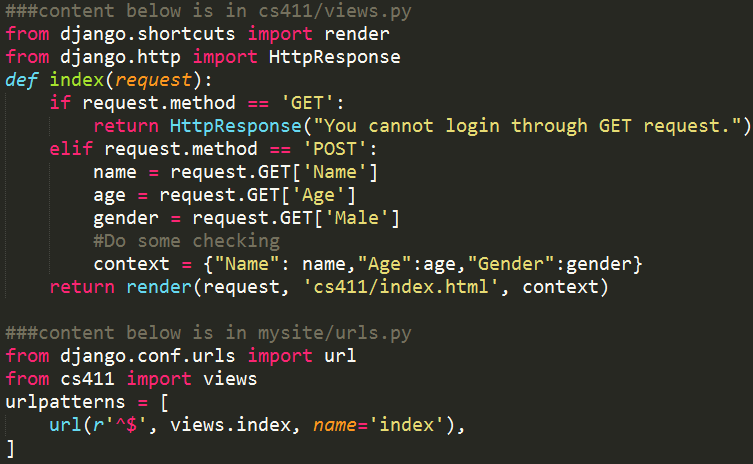 ###content below is in cs411/views.py
from django.shortcuts import render
from django.http import HttpResponse
def index(request):
    if request.method == 'GET':
        return HttpResponse("You cannot login through GET request.")
    elif request.method == 'POST':
        name = request.GET['Name']
        age = request.GET['Age']
        gender = request.GET['Male']
        #Do some checking
        context = {"Name": name,"Age":age,"Gender":gender}
    return render(request, 'cs411/index.html', context)

###content below is in mysite/urls.py
from django.conf.urls import url
from cs411 import views
urlpatterns = [
    url(r'^$', views.index, name='index'),
]